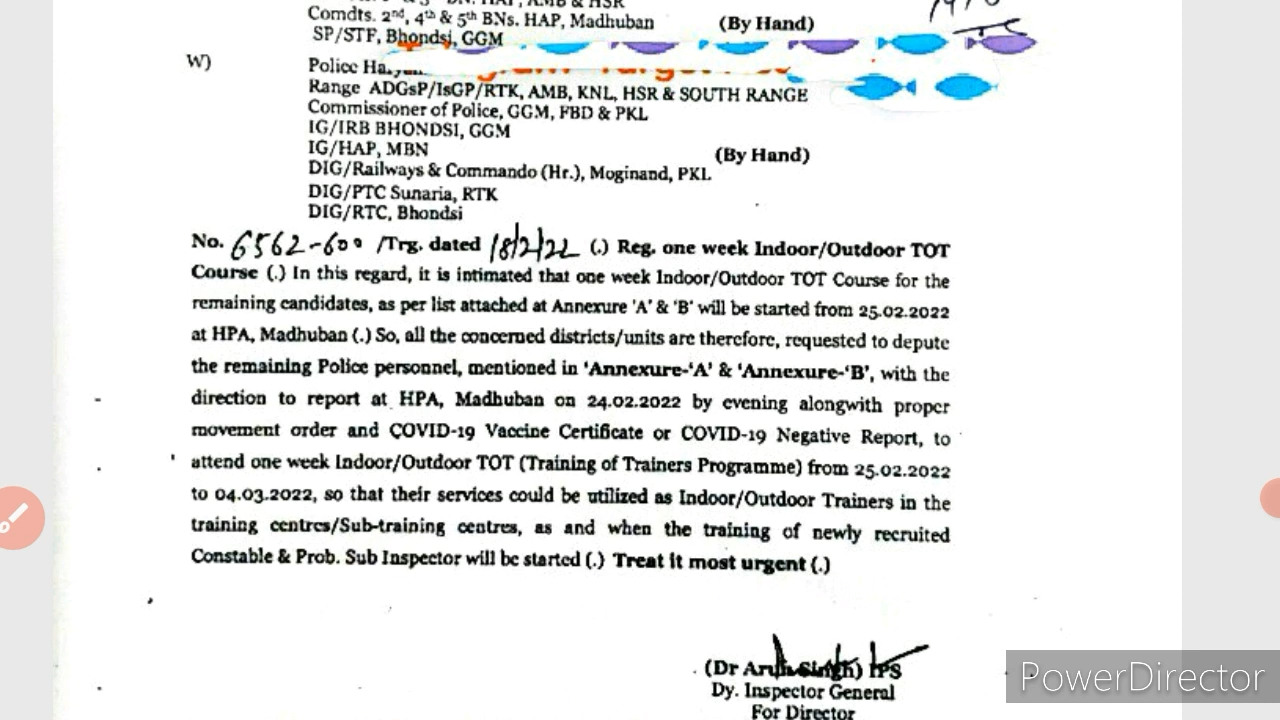 Comdts. 2nd, 4th & 5th BNs. HAP, Madhuban (By Hand)
SP/STF, Bhondsi, GGM
W)
Police
Range ADGsP/IsGP/RTK, AMB, KNL, HSR & SOUTH RANGE
Commissioner of Police, GGM, FBD & PKL
IG/IRB BHONDSI, GGM
IG/HAP, MBN (By Hand)
DIG/Railways & Commando (Hr.), Moginand, PKL
DIG/PTC Sunaria, RTK
DIG/RTC, Bhondsi
No. 6562-600 /Trg. dated 18/2/22 (.) Reg. one week Indoor/Outdoor TOT
Course (.) In this regard, it is intimated that one week Indoor/Outdoor TOT Course for the
remaining candidates, as per list attached at Annexure 'A' & 'B' will be started from 25.02.2022
at HPA, Madhuban (.) So, all the concerned districts/units are therefore, requested to depute
the remaining Police personnel, mentioned in 'Annexure-'A' & 'Annexure-'B', with the
direction to report at HPA, Madhuban on 24.02.2022 by evening alongwith proper
movement order and COVID-19 Vaccine Certificate or COVID-19 Negative Report, to
attend one week Indoor/Outdoor TOT (Training of Trainers Programme) from 25.02.2022
to 04.03.2022, so that their services could be utilized as Indoor/Outdoor Trainers in the
training centres/Sub-training centres, as and when the training of newly recruited
Constable & Prob. Sub Inspector will be started (.) Treat it most urgent (.)
(Dr Arun Singh) IPS
Dy. Inspector General
For Director
PowerDirector